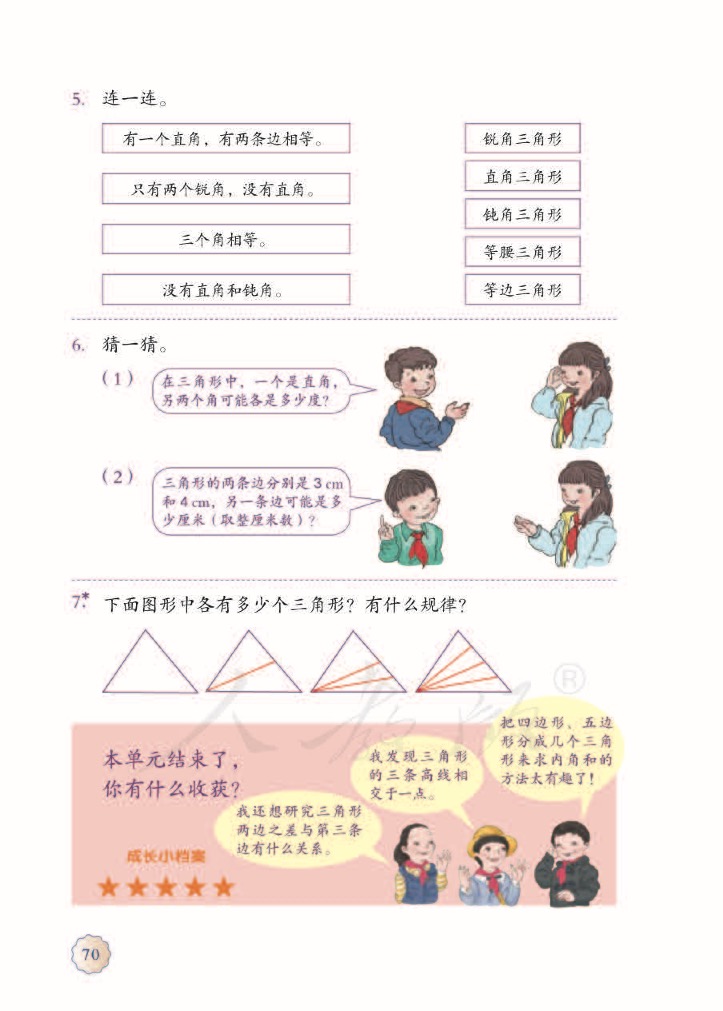 5. 连一连。
有一个直角，有两条边相等。
锐角三角形
只有两个锐角，没有直角。
直角三角形
三个角相等。
钝角三角形
没有直角和钝角。
等腰三角形
等边三角形
6. 猜一猜。
（1）
在三角形中，一个是直角，
另两个角可能各是多少度？
（2）
三角形的两条边分别是 3 cm
和 4 cm，另一条边可能是多
少厘米（取整厘米数）？
7.* 下面图形中各有多少个三角形？有什么规律？
人教版®
本单元结束了，
你有什么收获？
成长小档案
我还想研究三角形
两边之差与第三条
边有什么关系。
我发现三角形
的三条高线相
交于一点。
把四边形、五边
形分成几个三角
形来求内角和的
方法太有趣了！
70